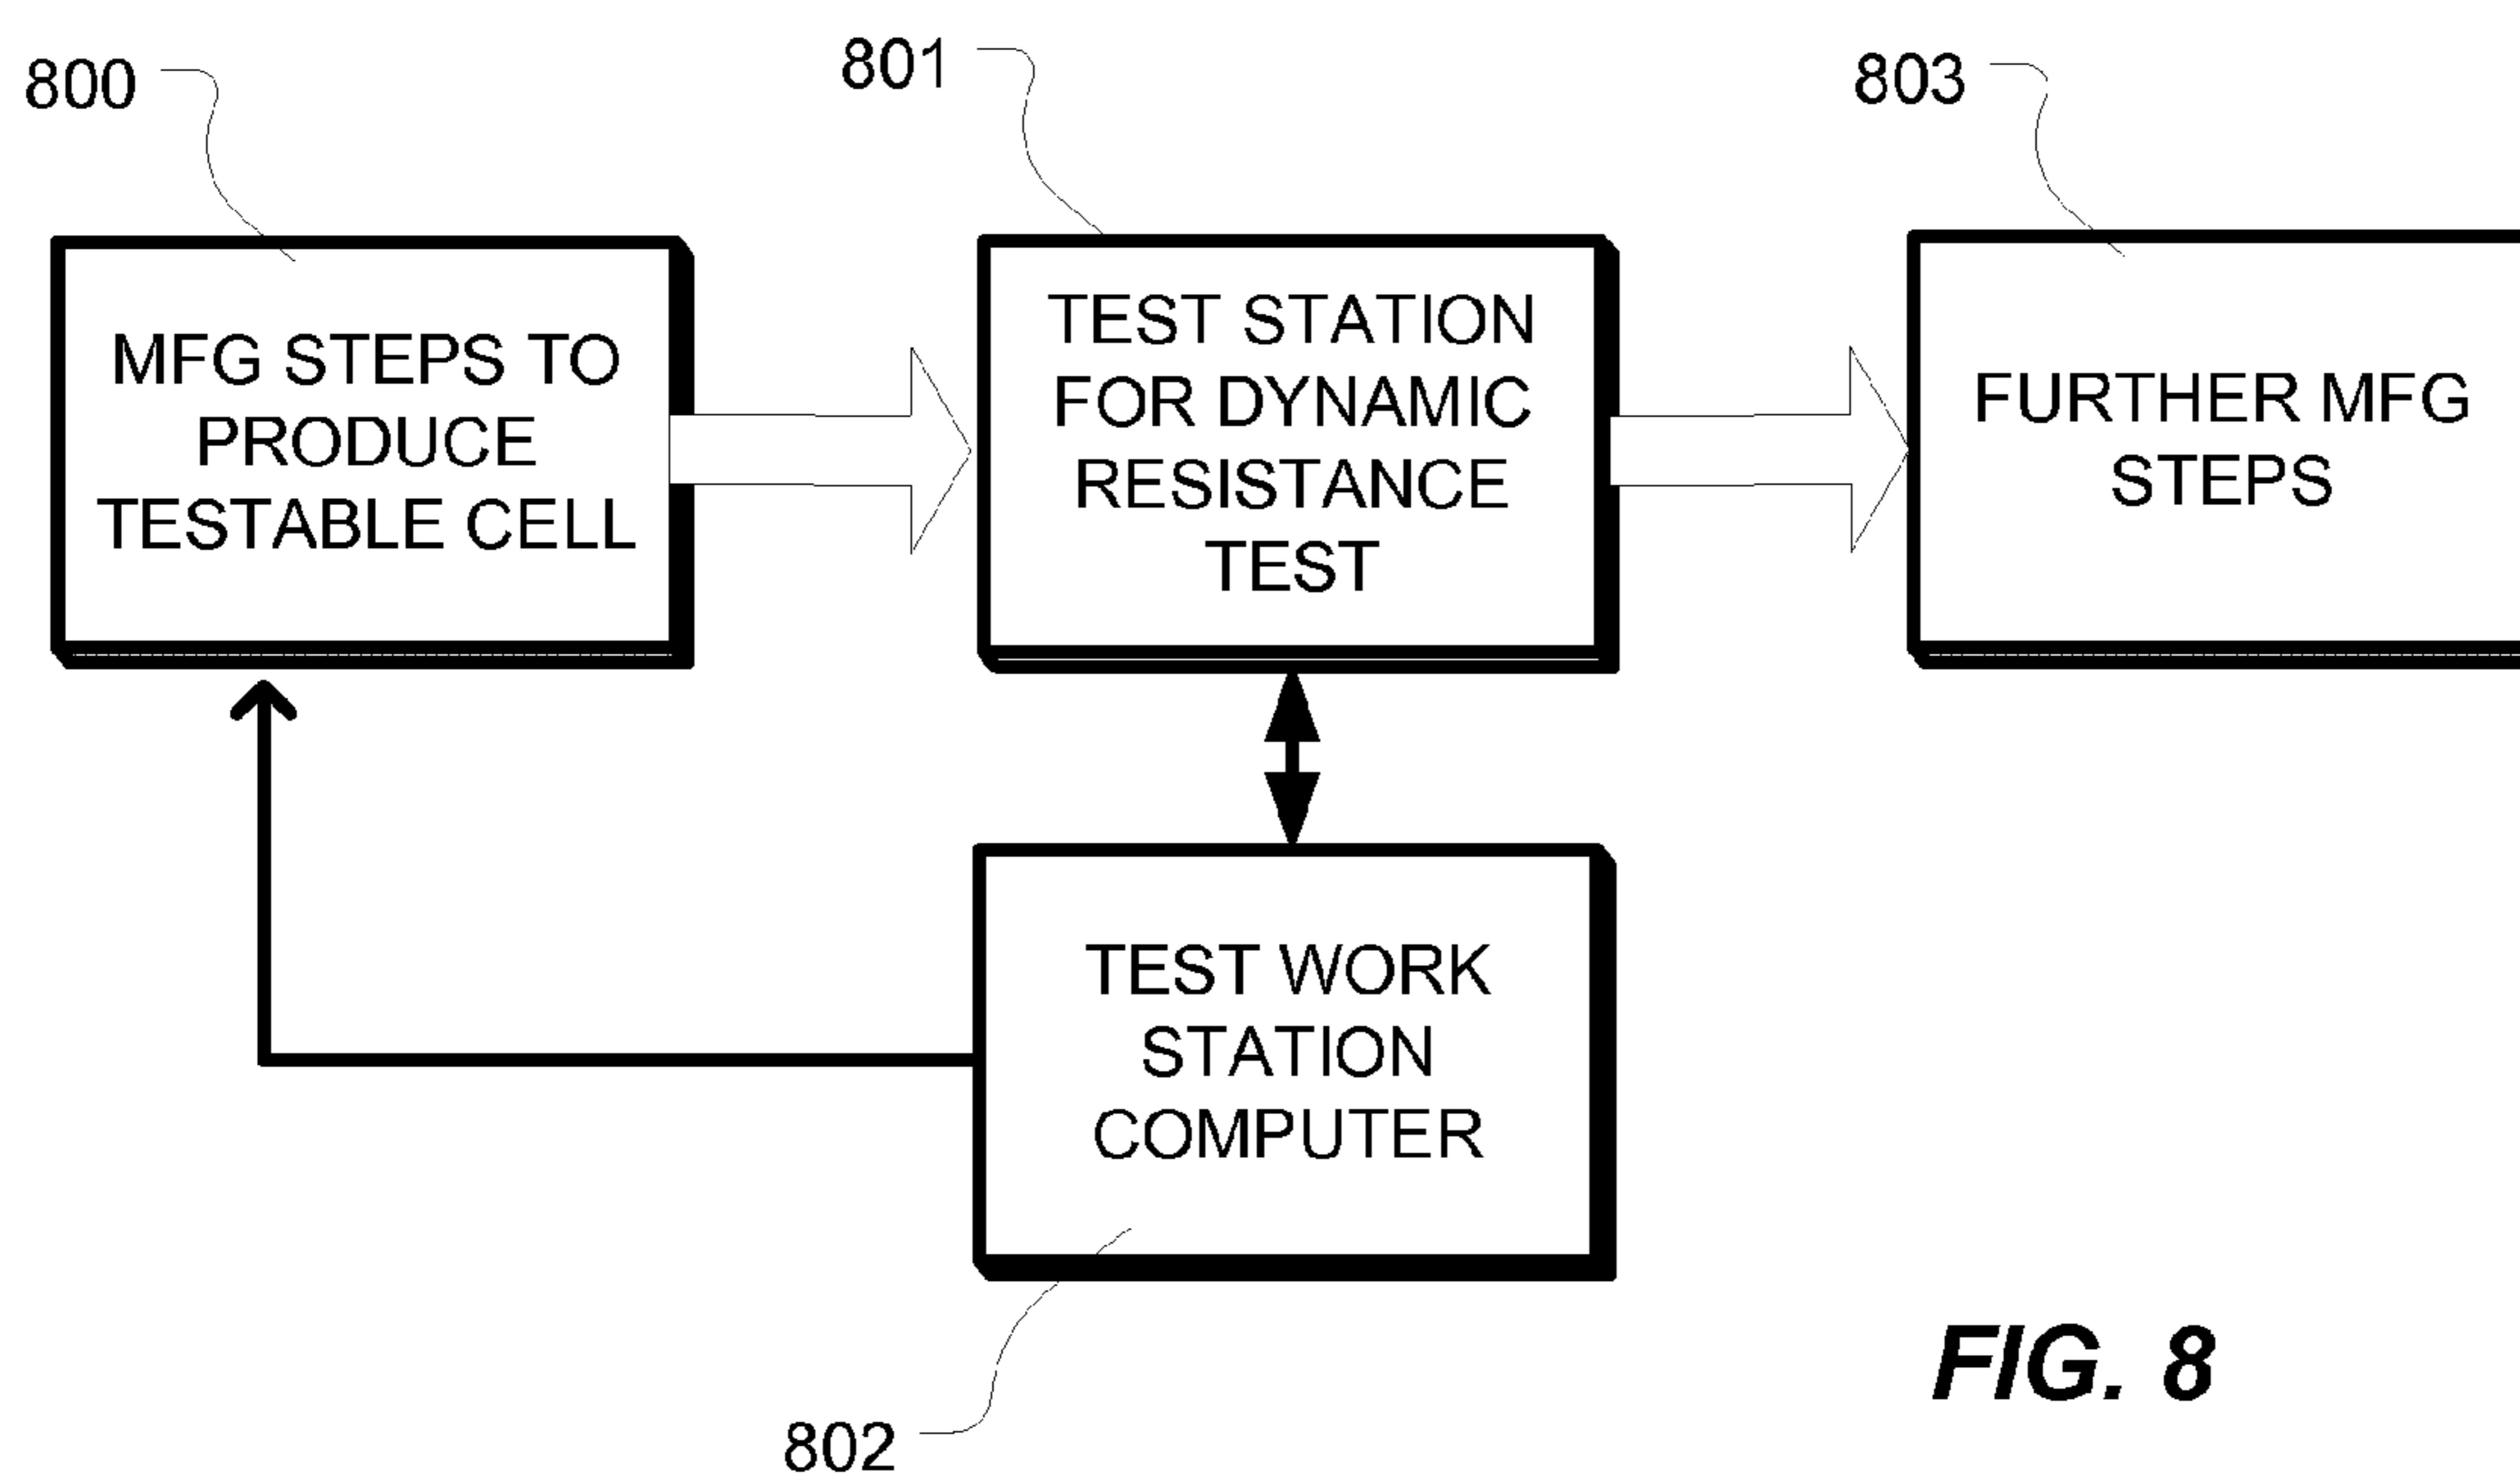 800
801
803
MFG STEPS TO
PRODUCE
TESTABLE CELL
TEST STATION
FOR DYNAMIC
RESISTANCE
TEST
FURTHER MFG
STEPS
TEST WORK
STATION
COMPUTER
802
FIG. 8